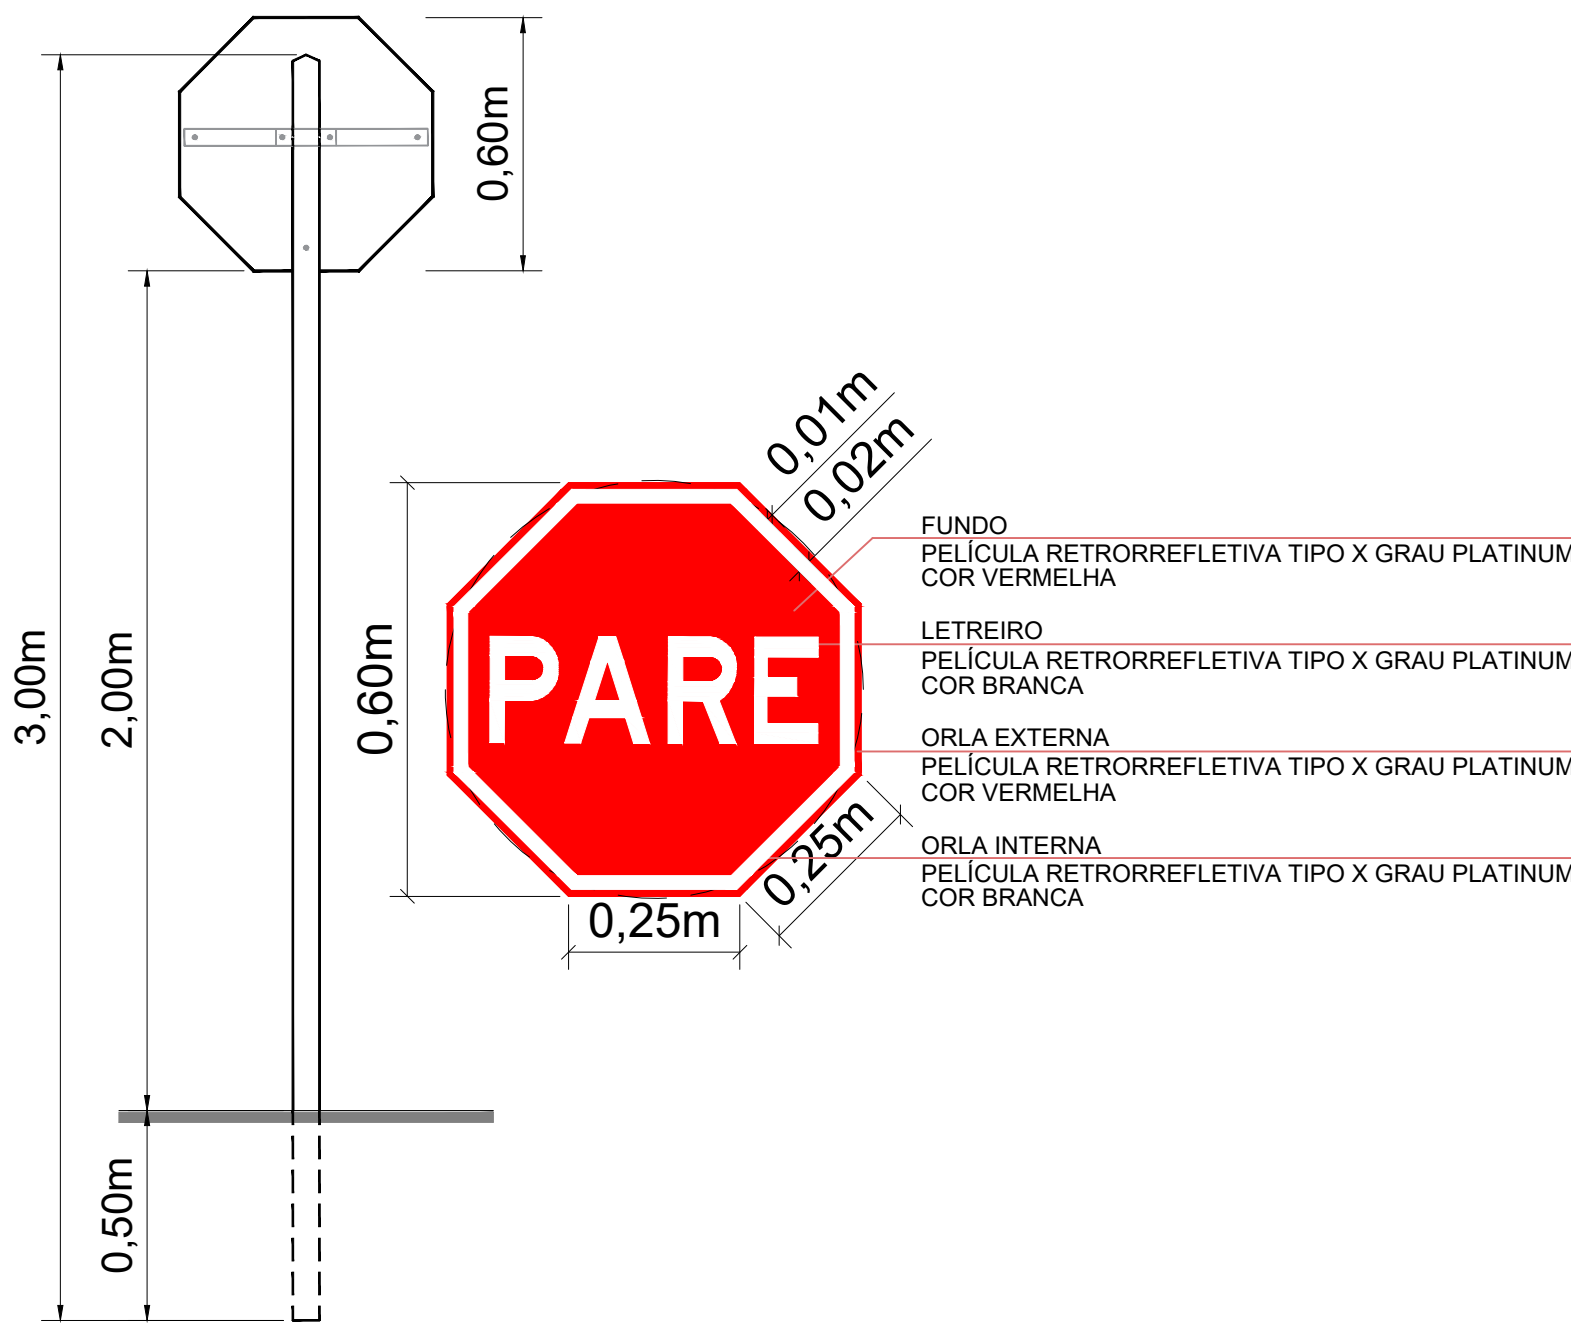 0,60m
3,00m
2,00m
0,50m
0,60m
0,01m
0,02m
PARE
0,25m
0,25m
FUNDO
PELÍCULA RETRORREFLETIVA TIPO X GRAU PLATINUM
COR VERMELHA
LETREIRO
PELÍCULA RETRORREFLETIVA TIPO X GRAU PLATINUM
COR BRANCA
ORLA EXTERNA
PELÍCULA RETRORREFLETIVA TIPO X GRAU PLATINUM
COR VERMELHA
ORLA INTERNA
PELÍCULA RETRORREFLETIVA TIPO X GRAU PLATINUM
COR BRANCA